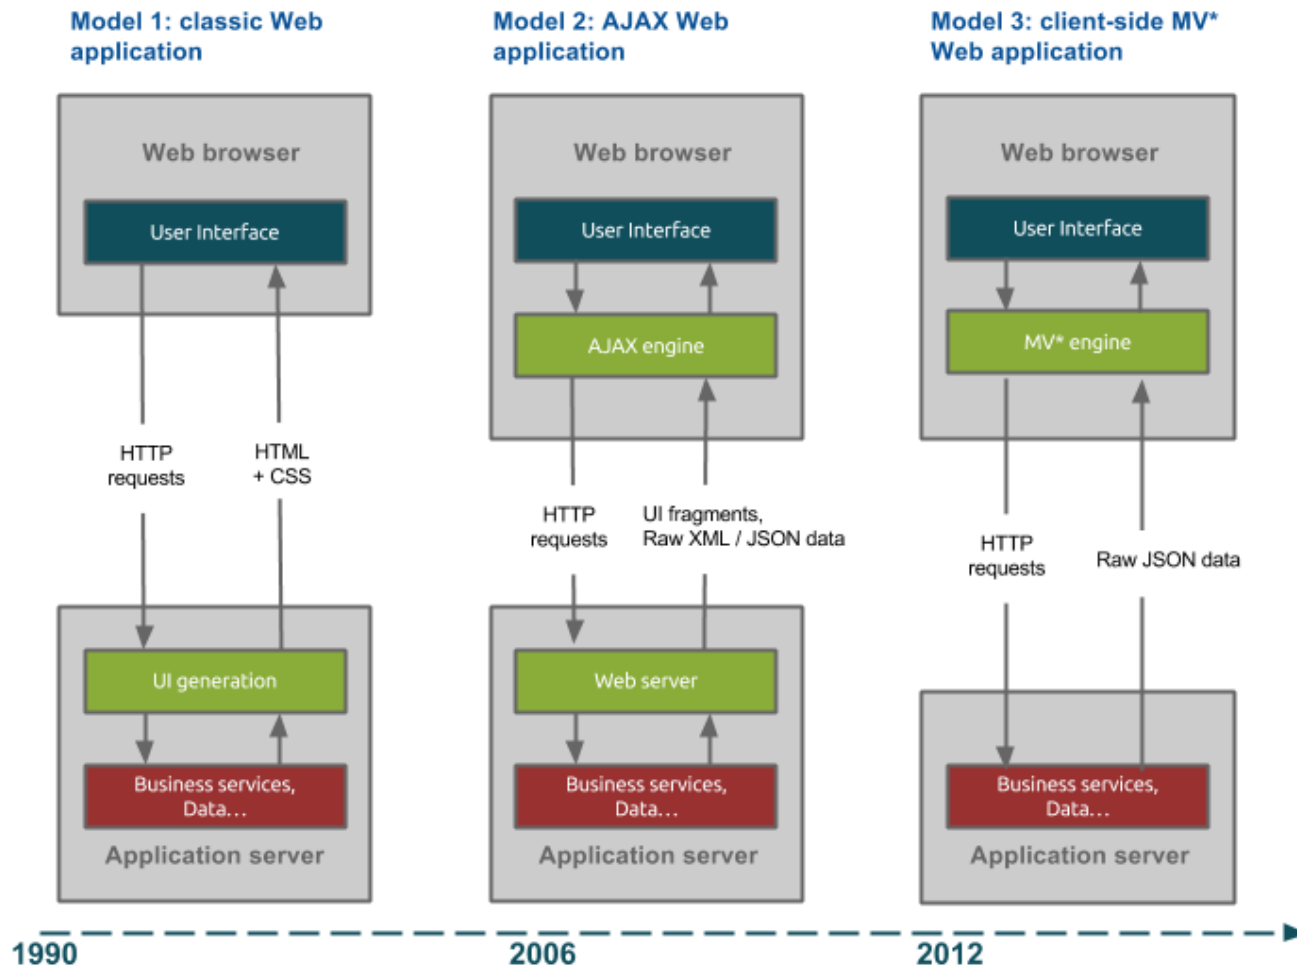 Model 1: classic Web
application
Web browser
User Interface
HTTP
requests
HTML
+ CSS
UI generation
Business services,
Data...
Application server
1990
Model 2: AJAX Web
application
Web browser
User Interface
AJAX engine
HTTP
requests
UI fragments,
Raw XML / JSON data
Web server
Business services,
Data...
Application server
2006
Model 3: client-side MV*
Web application
Web browser
User Interface
MV* engine
HTTP
requests
Raw JSON data
Business services,
Data...
Application server
2012